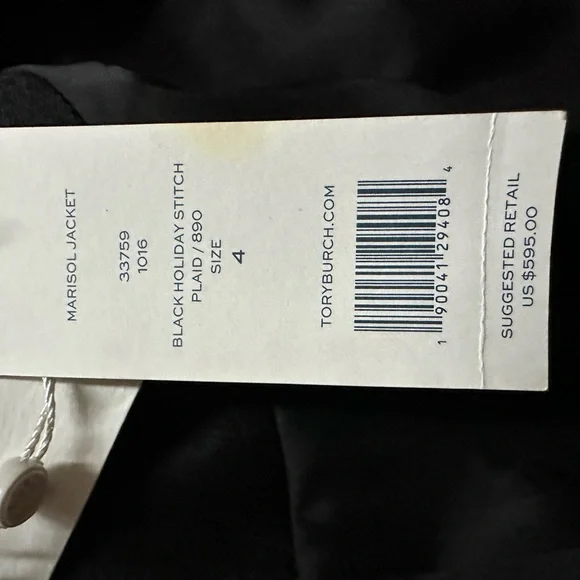 MARISOL JACKET
33759
1016
BLACK HOLIDAY STITCH
PLAID / 890
SIZE
4
TORYBURCH.COM
1 90041 29408 4
SUGGESTED RETAIL
US $595.00